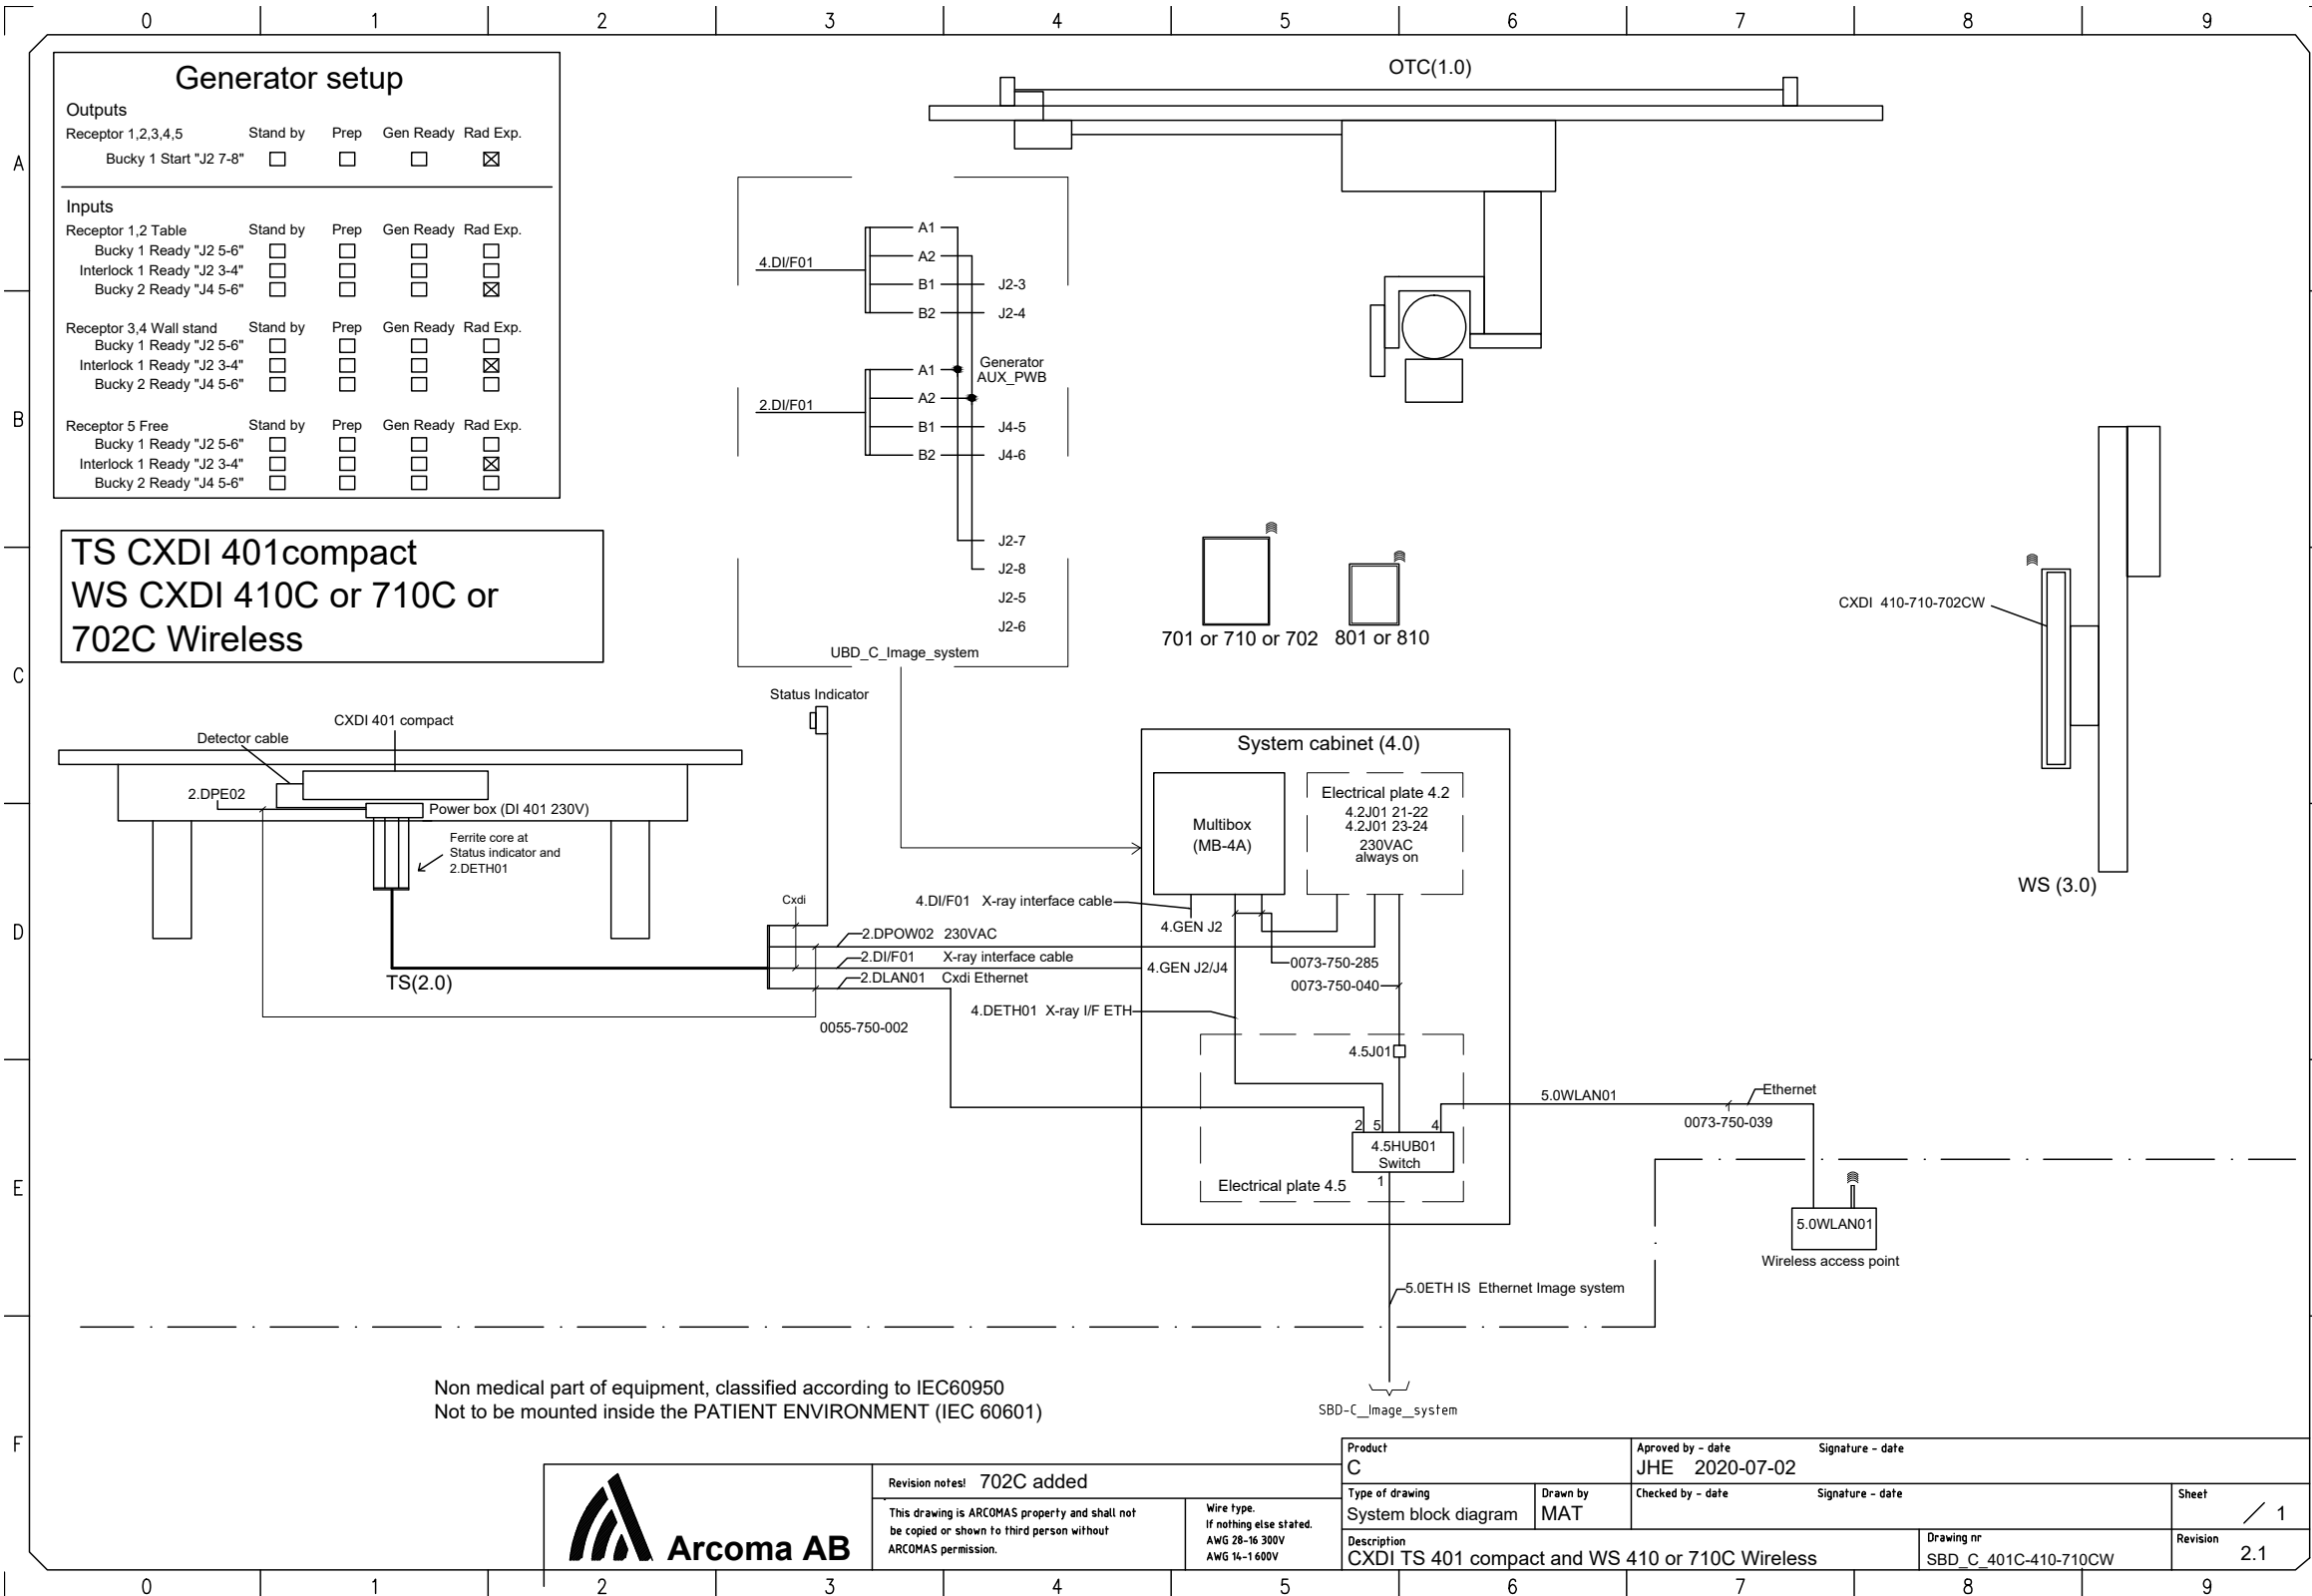 0 1 2 3 4 5 6 7 8 9
A
B
C
D
E
F
Generator setup
Outputs
Receptor 1,2,3,4,5 Stand by Prep Gen Ready Rad Exp.
Bucky 1 Start "J2 7-8"
Inputs
Receptor 1,2 Table Stand by Prep Gen Ready Rad Exp.
Bucky 1 Ready "J2 5-6"
Interlock 1 Ready "J2 3-4"
Bucky 2 Ready "J4 5-6"
Receptor 3,4 Wall stand Stand by Prep Gen Ready Rad Exp.
Bucky 1 Ready "J2 5-6"
Interlock 1 Ready "J2 3-4"
Bucky 2 Ready "J4 5-6"
Receptor 5 Free Stand by Prep Gen Ready Rad Exp.
Bucky 1 Ready "J2 5-6"
Interlock 1 Ready "J2 3-4"
Bucky 2 Ready "J4 5-6"
TS CXDI 401compact
WS CXDI 410C or 710C or
702C Wireless
4.DI/F01
A1
A2
B1 J2-3
B2 J2-4
Generator
AUX_PWB
2.DI/F01
A1
A2
B1 J4-5
B2 J4-6
J2-7
J2-8
J2-5
J2-6
UBD_C_Image_system
OTC(1.0)
701 or 710 or 702
801 or 810
CXDI 410-710-702CW
WS (3.0)
Status Indicator
CXDI 401 compact
Detector cable
2.DPE02
Power box (DI 401 230V)
Ferrite core at
Status indicator and
2.DETH01
TS(2.0)
Cxdi
2.DPOW02 230VAC
2.DI/F01 X-ray interface cable
2.DLAN01 Cxdi Ethernet
0055-750-002
System cabinet (4.0)
Multibox
(MB-4A)
Electrical plate 4.2
4.2J01 21-22
4.2J01 23-24
230VAC
always on
4.DI/F01 X-ray interface cable
4.GEN J2
4.GEN J2/J4
0073-750-285
0073-750-040
4.DETH01 X-ray I/F ETH
4.5J01
2 5 4
4.5HUB01
Switch
1
Electrical plate 4.5
5.0WLAN01
Ethernet
0073-750-039
5.0WLAN01
Wireless access point
5.0ETH IS Ethernet Image system
SBD-C_Image_system
Non medical part of equipment, classified according to IEC60950
Not to be mounted inside the PATIENT ENVIRONMENT (IEC 60601)
Arcoma AB
Revision notes! 702C added
This drawing is ARCOMAS property and shall not
be copied or shown to third person without
ARCOMAS permission.
Wire type.
If nothing else stated.
AWG 28-16 300V
AWG 14-1 600V
Product
C
Aproved by - date Signature - date
JHE 2020-07-02
Type of drawing
System block diagram
Drawn by
MAT
Checked by - date Signature - date
Sheet
/ 1
Description
CXDI TS 401 compact and WS 410 or 710C Wireless
Drawing nr
SBD_C_401C-410-710CW
Revision
2.1
0 1 2 3 4 5 6 7 8 9